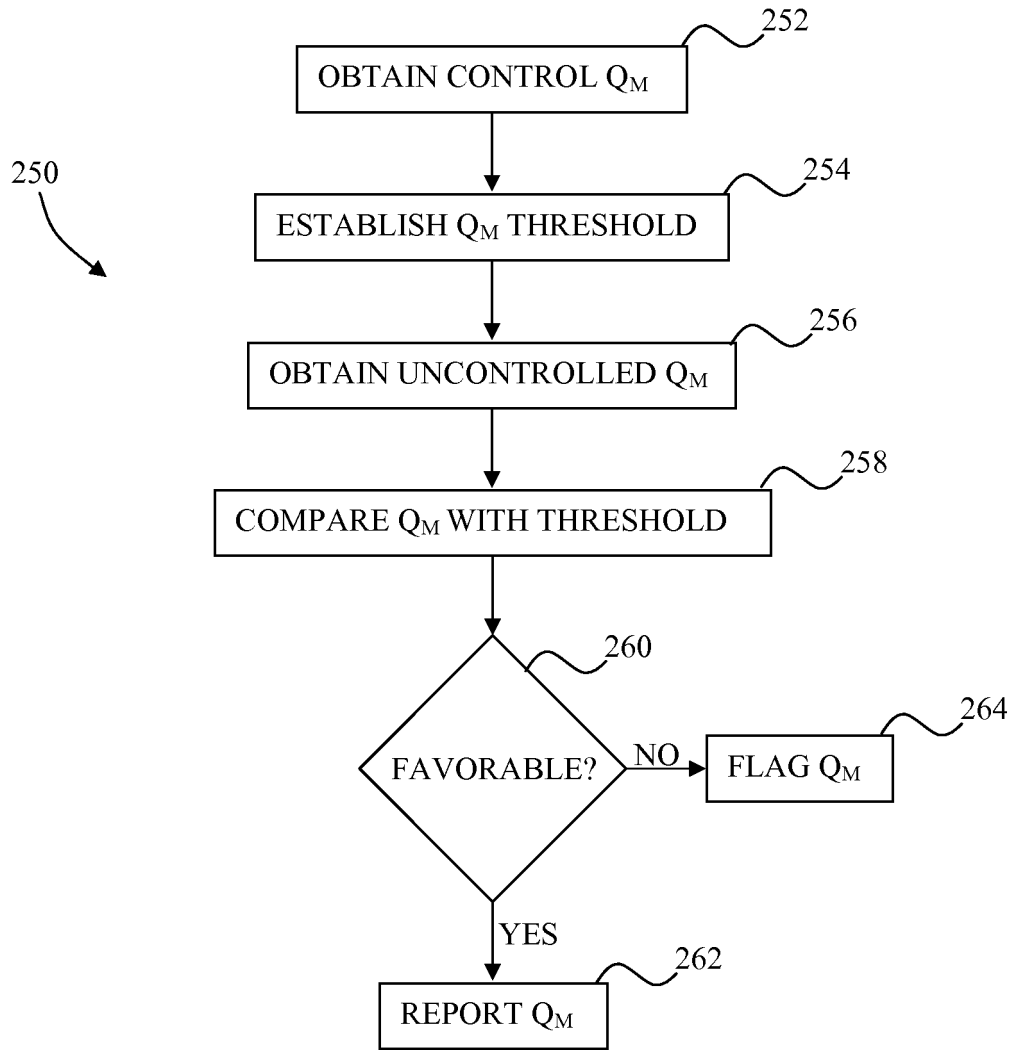 252
OBTAIN CONTROL QM
250
254
ESTABLISH QM THRESHOLD
256
OBTAIN UNCONTROLLED QM
258
COMPARE QM WITH THRESHOLD
260
264
FAVORABLE?
NO
FLAG QM
YES
262
REPORT QM